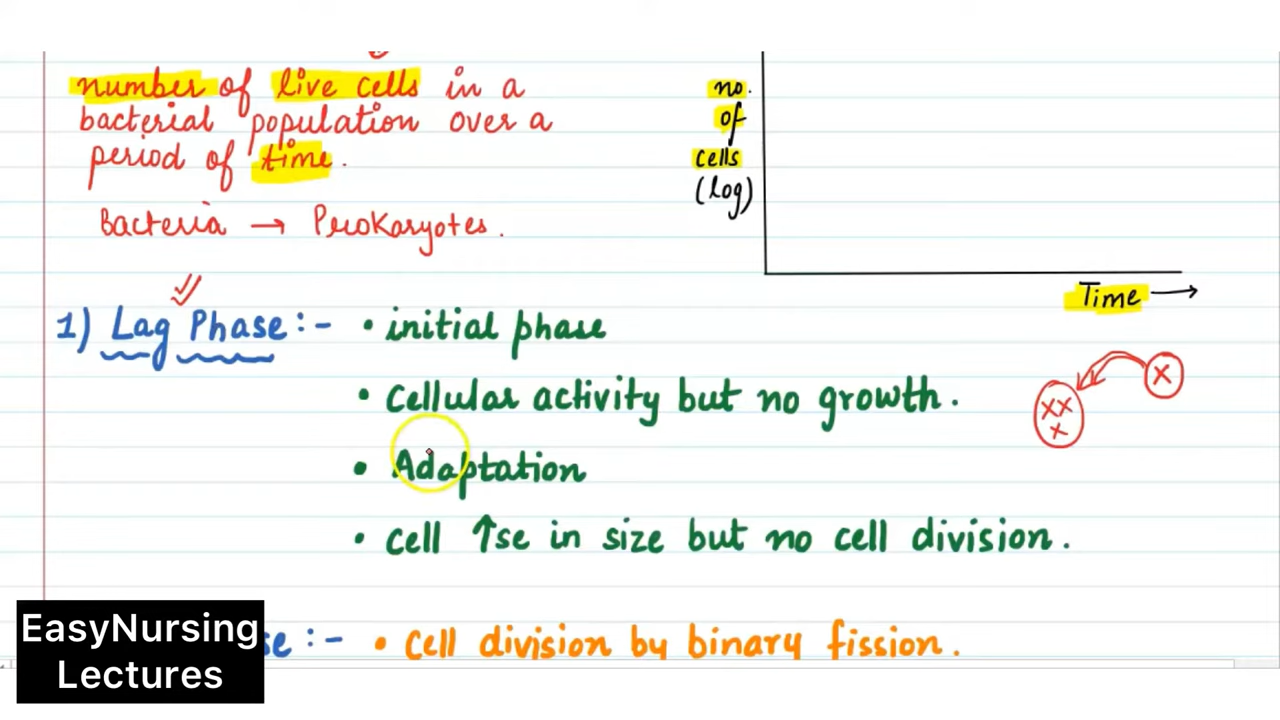 number of live cells in a
bacterial population over a
period of time.
Bacteria → Prokaryotes.
no.
of
cells
(log)
Time →
1) Lag Phase :- • initial phase
• Cellular activity but no growth.
• Adaptation
• Cell ↑se in size but no cell division.
se :- • Cell division by binary fission.
x
xx
x
EasyNursing
Lectures